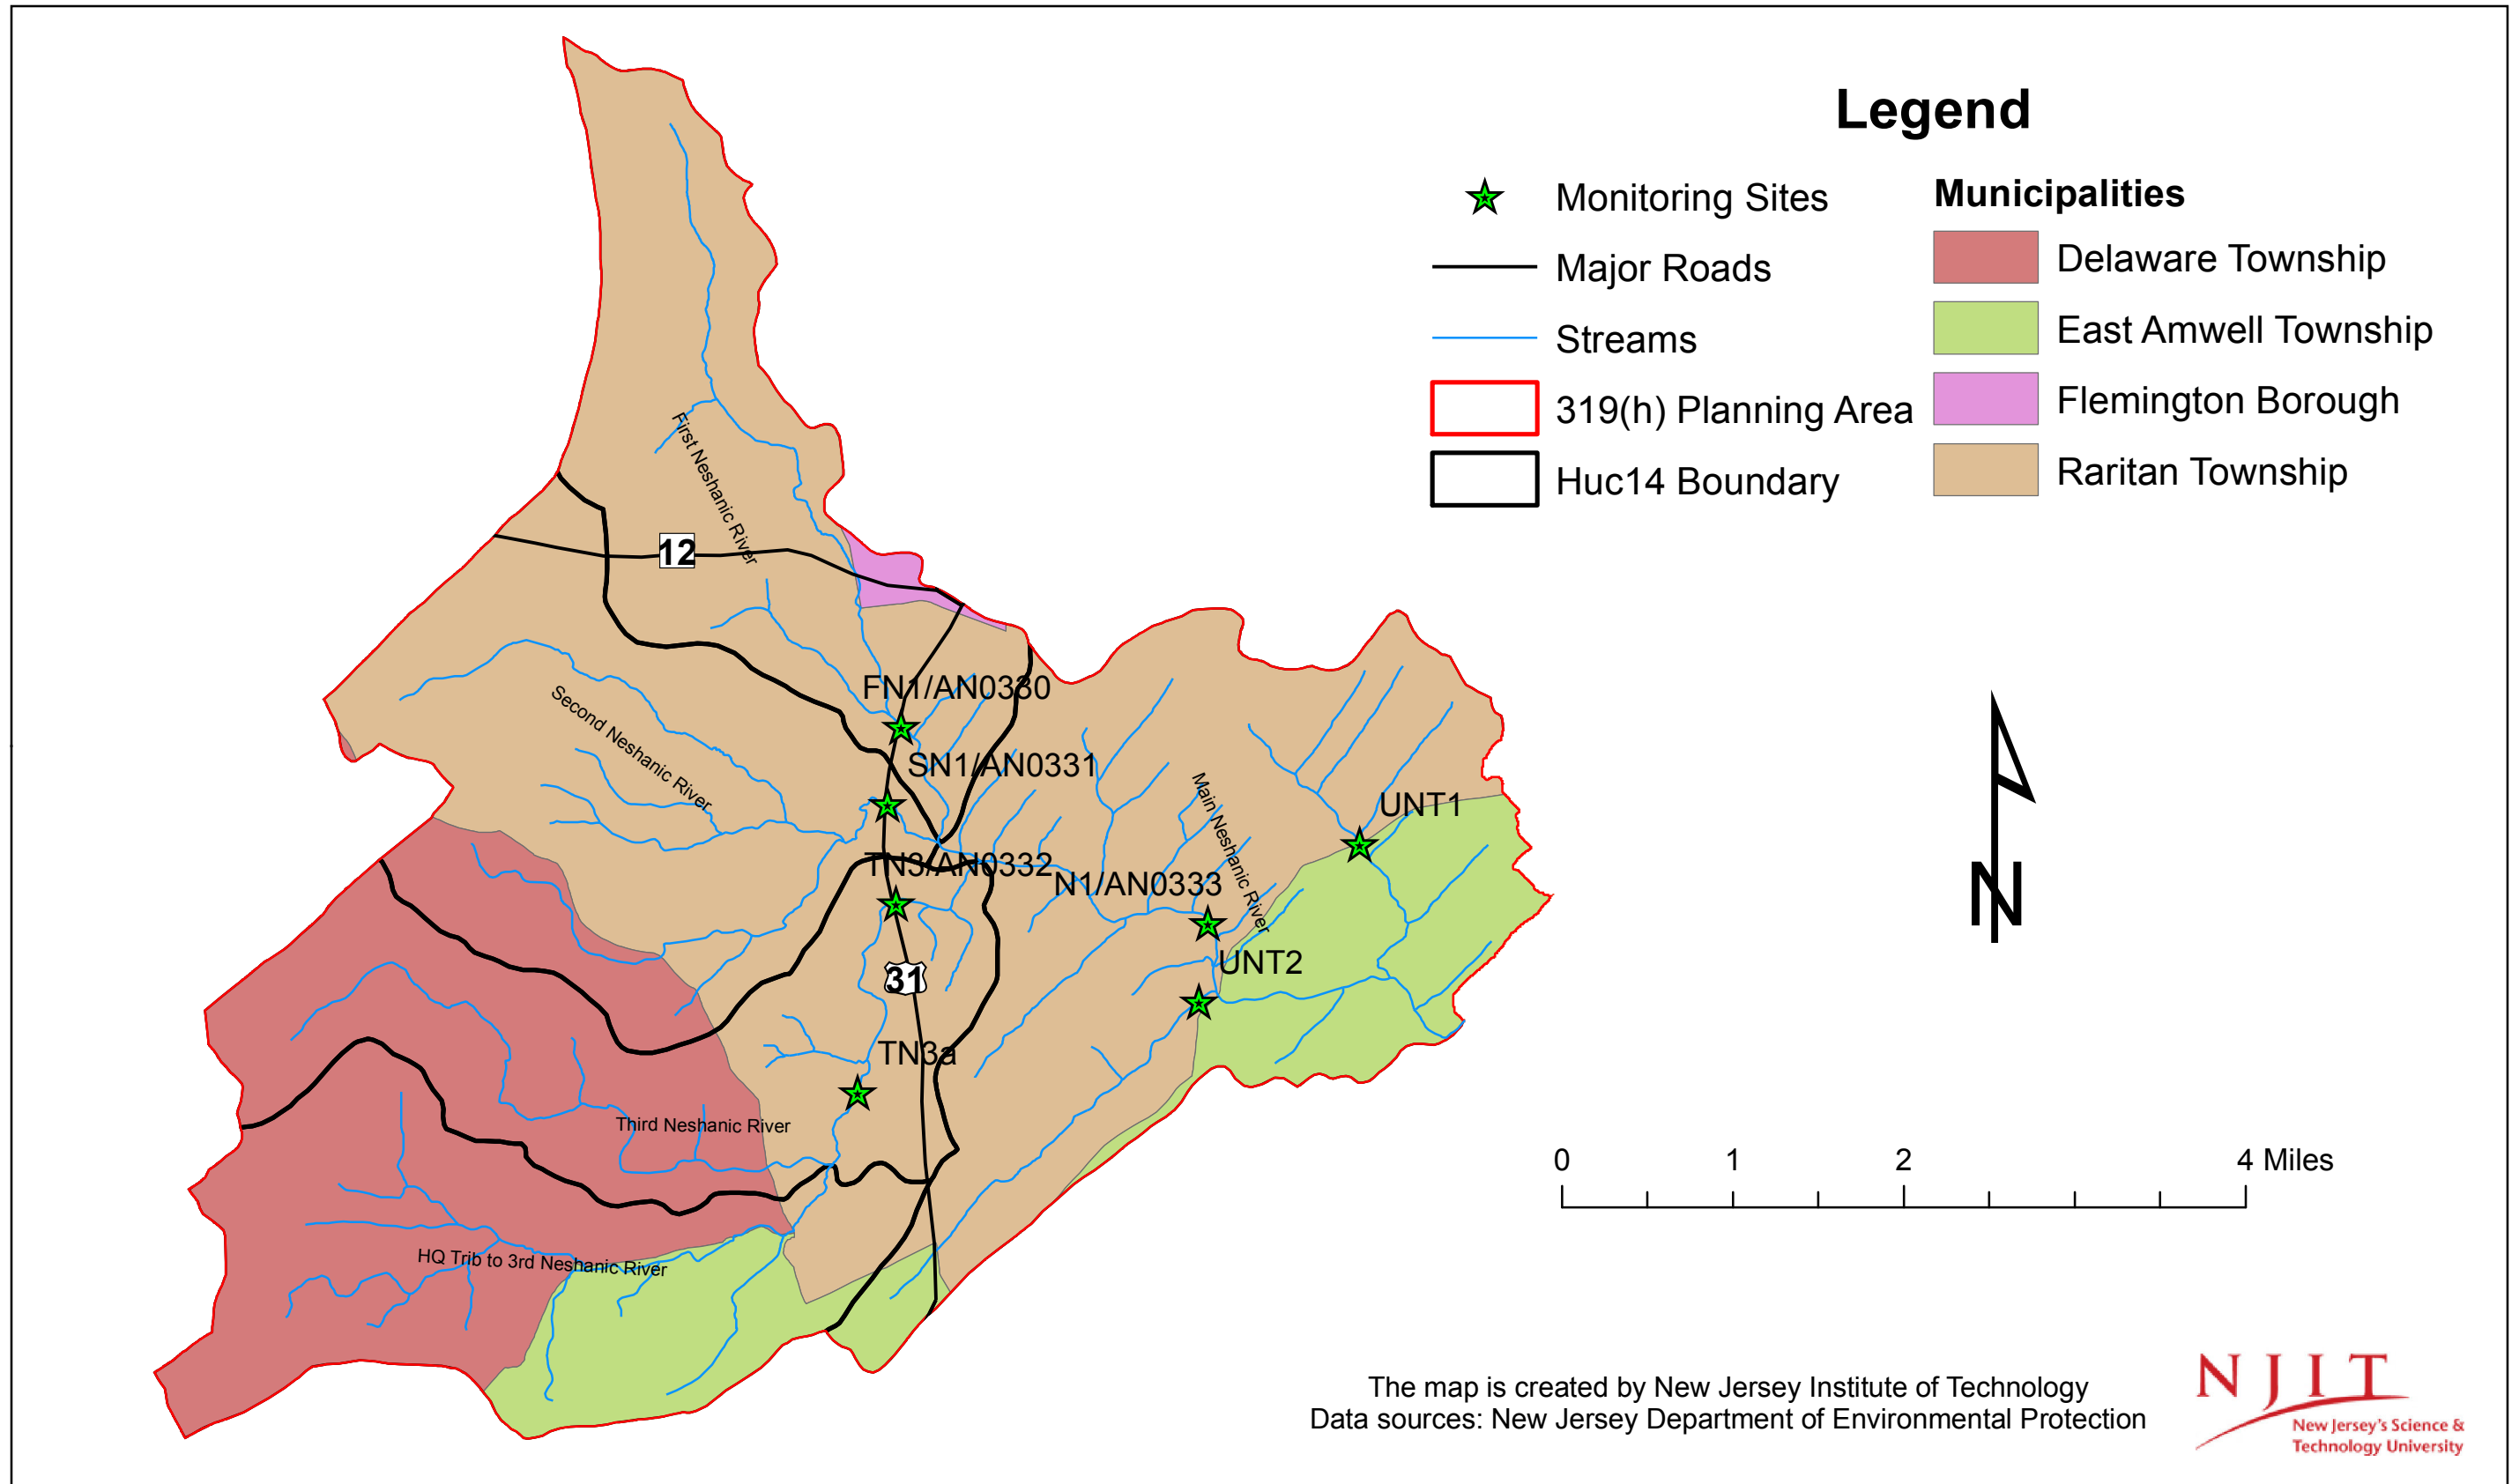 Legend
Monitoring Sites
Major Roads
Streams
319(h) Planning Area
Huc14 Boundary
Municipalities
Delaware Township
East Amwell Township
Flemington Borough
Raritan Township
First Neshanic River
12
FN1/AN0330
Second Neshanic River
SN1/AN0331
Main Neshanic River
UNT1
TN3/AN0332
N1/AN0333
UNT2
31
TN3a
Third Neshanic River
HQ Trib to 3rd Neshanic River
N
0 1 2 4 Miles
The map is created by New Jersey Institute of Technology
Data sources: New Jersey Department of Environmental Protection
NJIT
New Jersey's Science &
Technology University